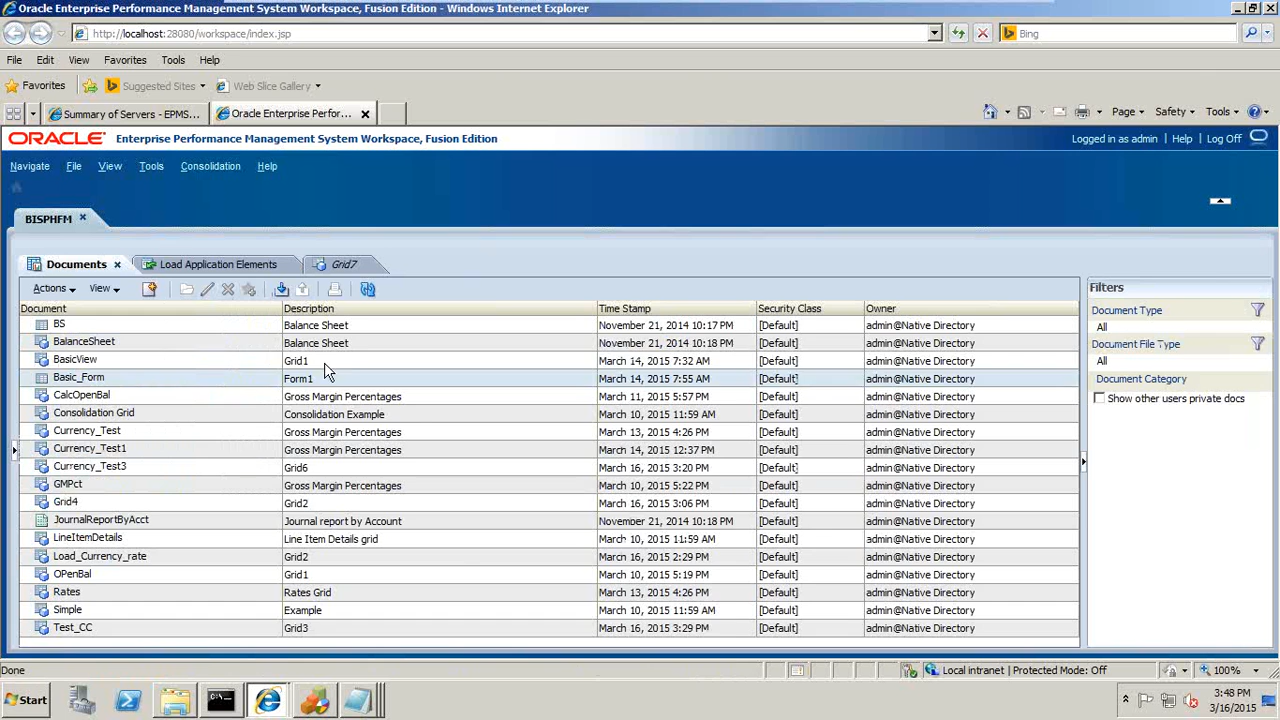 Oracle Enterprise Performance Management System Workspace, Fusion Edition - Windows Internet Explorer
http://localhost:28080/workspace/index.jsp
Bing
File Edit View Favorites Tools Help
Favorites Suggested Sites Web Slice Gallery
Summary of Servers - EPMS... Oracle Enterprise Perfor... Page Safety Tools
ORACLE Enterprise Performance Management System Workspace, Fusion Edition Logged in as admin | Help | Log Off
Navigate File View Tools Consolidation Help
BISPHFM
Documents Load Application Elements Grid7
Actions View
Filters
Document Description Time Stamp Security Class Owner
Document Type
All
Document File Type
All
Document Category
Show other users private docs
BS Balance Sheet November 21, 2014 10:17 PM [Default] admin@Native Directory
BalanceSheet Balance Sheet November 21, 2014 10:18 PM [Default] admin@Native Directory
BasicView Grid1 March 14, 2015 7:32 AM [Default] admin@Native Directory
Basic_Form Form1 March 14, 2015 7:55 AM [Default] admin@Native Directory
CalcOpenBal Gross Margin Percentages March 11, 2015 5:57 PM [Default] admin@Native Directory
Consolidation Grid Consolidation Example March 10, 2015 11:59 AM [Default] admin@Native Directory
Currency_Test Gross Margin Percentages March 13, 2015 4:26 PM [Default] admin@Native Directory
Currency_Test1 Gross Margin Percentages March 14, 2015 12:37 PM [Default] admin@Native Directory
Currency_Test3 Grid6 March 16, 2015 3:20 PM [Default] admin@Native Directory
GMPct Gross Margin Percentages March 10, 2015 5:22 PM [Default] admin@Native Directory
Grid4 Grid2 March 16, 2015 3:06 PM [Default] admin@Native Directory
JournalReportByAcct Journal report by Account November 21, 2014 10:18 PM [Default] admin@Native Directory
LineItemDetails Line Item Details grid March 10, 2015 11:59 AM [Default] admin@Native Directory
Load_Currency_rate Grid2 March 16, 2015 2:29 PM [Default] admin@Native Directory
OPenBal Grid1 March 10, 2015 5:19 PM [Default] admin@Native Directory
Rates Rates Grid March 13, 2015 4:26 PM [Default] admin@Native Directory
Simple Example March 10, 2015 11:59 AM [Default] admin@Native Directory
Test_CC Grid3 March 16, 2015 3:29 PM [Default] admin@Native Directory
Done Local intranet | Protected Mode: Off 100%
Start 3:48 PM
3/16/2015